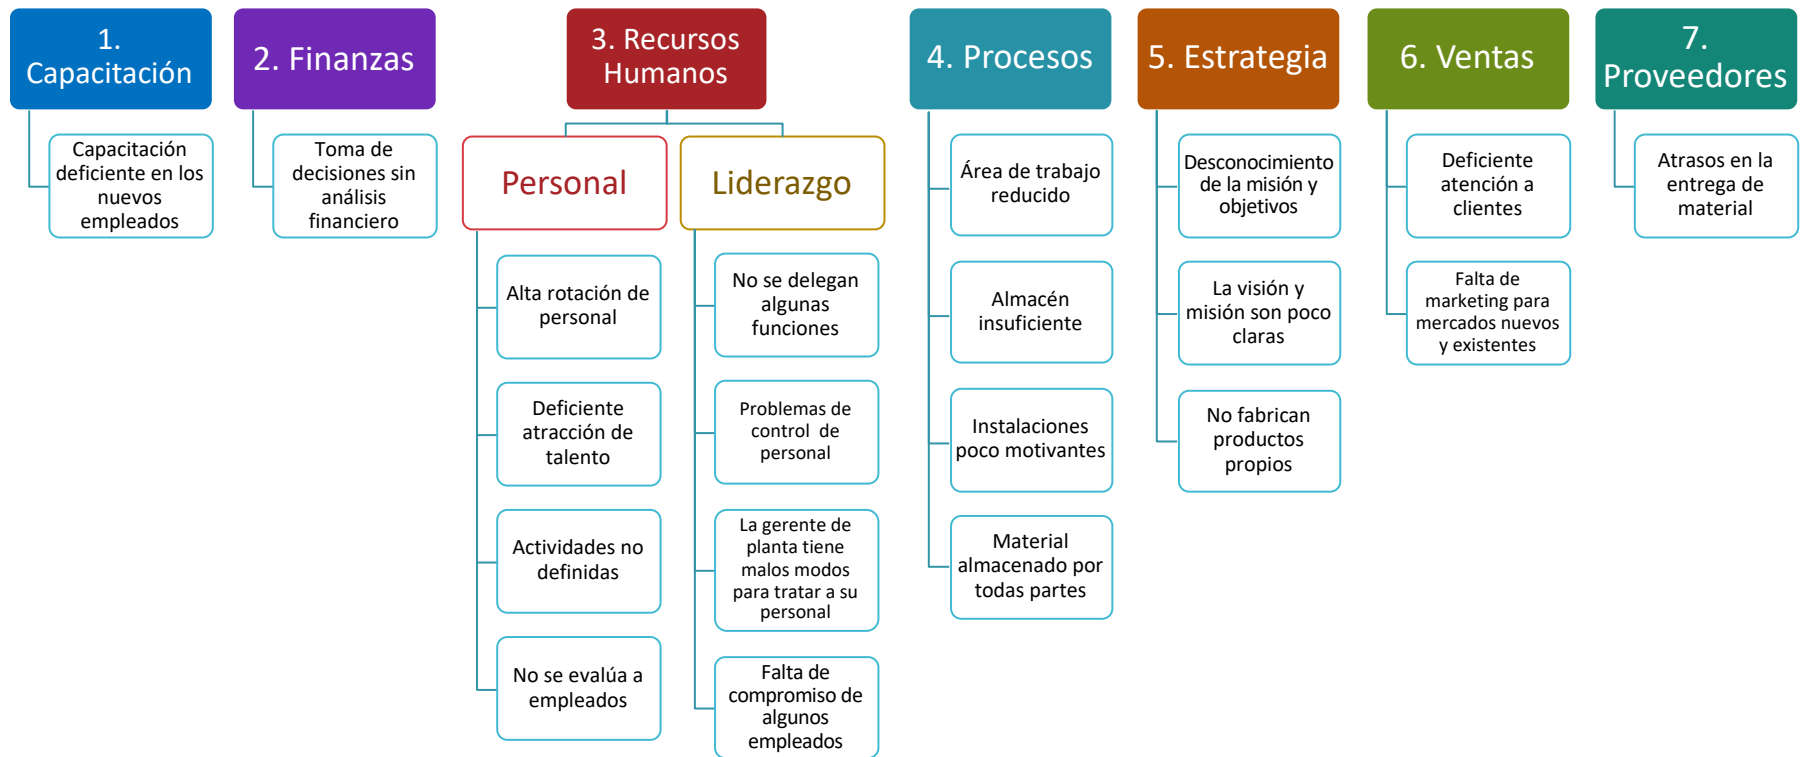 1.
Capacitación
Capacitación
deficiente en los
nuevos
empleados
2. Finanzas
Toma de
decisiones sin
análisis
financiero
3. Recursos
Humanos
Personal
Alta rotación de
personal
Deficiente
atracción de
talento
Actividades no
definidas
No se evalúa a
empleados
Liderazgo
No se delegan
algunas
funciones
Problemas de
control de
personal
La gerente de
planta tiene
malos modos
para tratar a su
personal
Falta de
compromiso de
algunos
empleados
4. Procesos
Área de trabajo
reducido
Almacén
insuficiente
Instalaciones
poco motivantes
Material
almacenado por
todas partes
5. Estrategia
Desconocimiento
de la misión y
objetivos
La visión y
misión son poco
claras
No fabrican
productos
propios
6. Ventas
Deficiente
atención a
clientes
Falta de
marketing para
mercados nuevos
y existentes
7.
Proveedores
Atrasos en la
entrega de
material